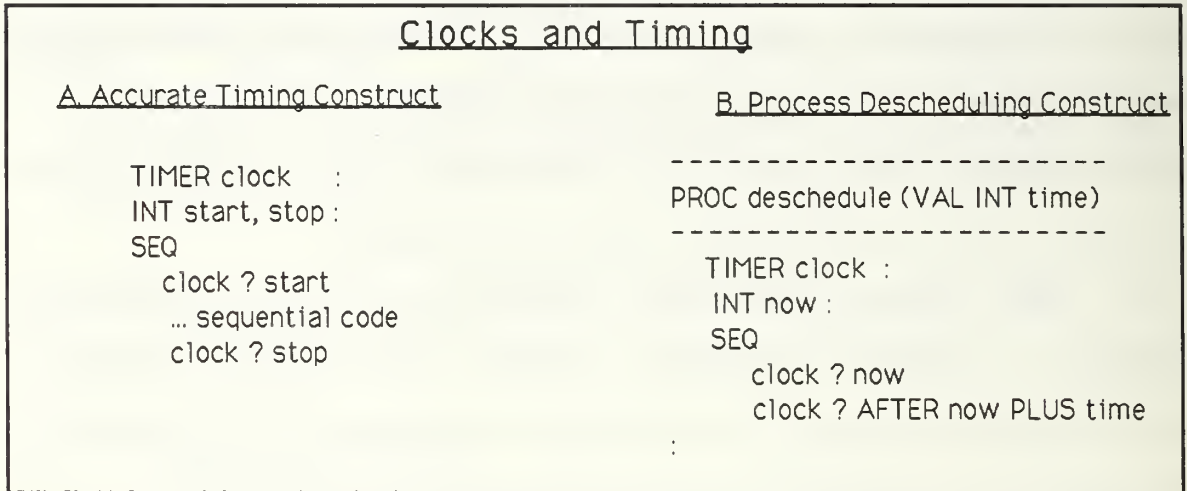 Clocks and Timing
A. Accurate Timing Construct
TIMER clock :
INT start, stop :
SEQ
clock ? start
... sequential code
clock ? stop
B. Process Descheduling Construct
- - - - - - - - - - - - - - - - - - - - - - - -
PROC deschedule (VAL INT time)
- - - - - - - - - - - - - - - - - - - - - - - -
TIMER clock :
INT now :
SEQ
clock ? now
clock ? AFTER now PLUS time
: